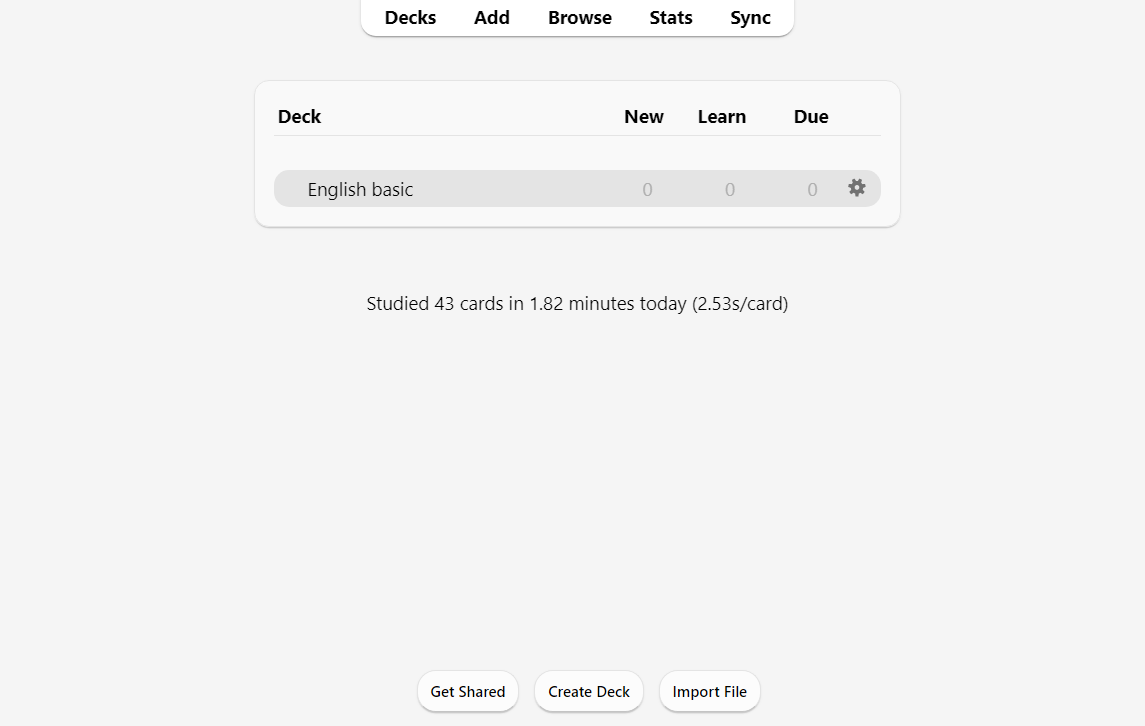 Decks Add Browse Stats Sync
Deck New Learn Due
English basic 0 0 0
Studied 43 cards in 1.82 minutes today (2.53s/card)
Get Shared Create Deck Import File